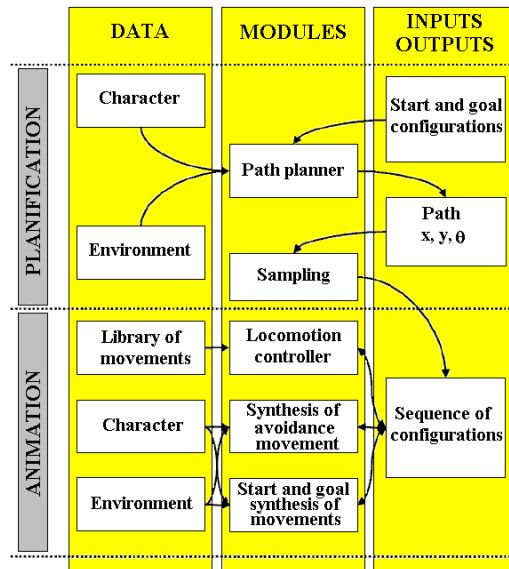 DATA
MODULES
INPUTS
OUTPUTS
PLANIFICATION
Character
Start and goal
configurations
Path planner
Path
x, y, θ
Environment
Sampling
ANIMATION
Library of
movements
Locomotion
controller
Character
Synthesis of
avoidance
movement
Sequence of
configurations
Environment
Start and goal
synthesis of
movements